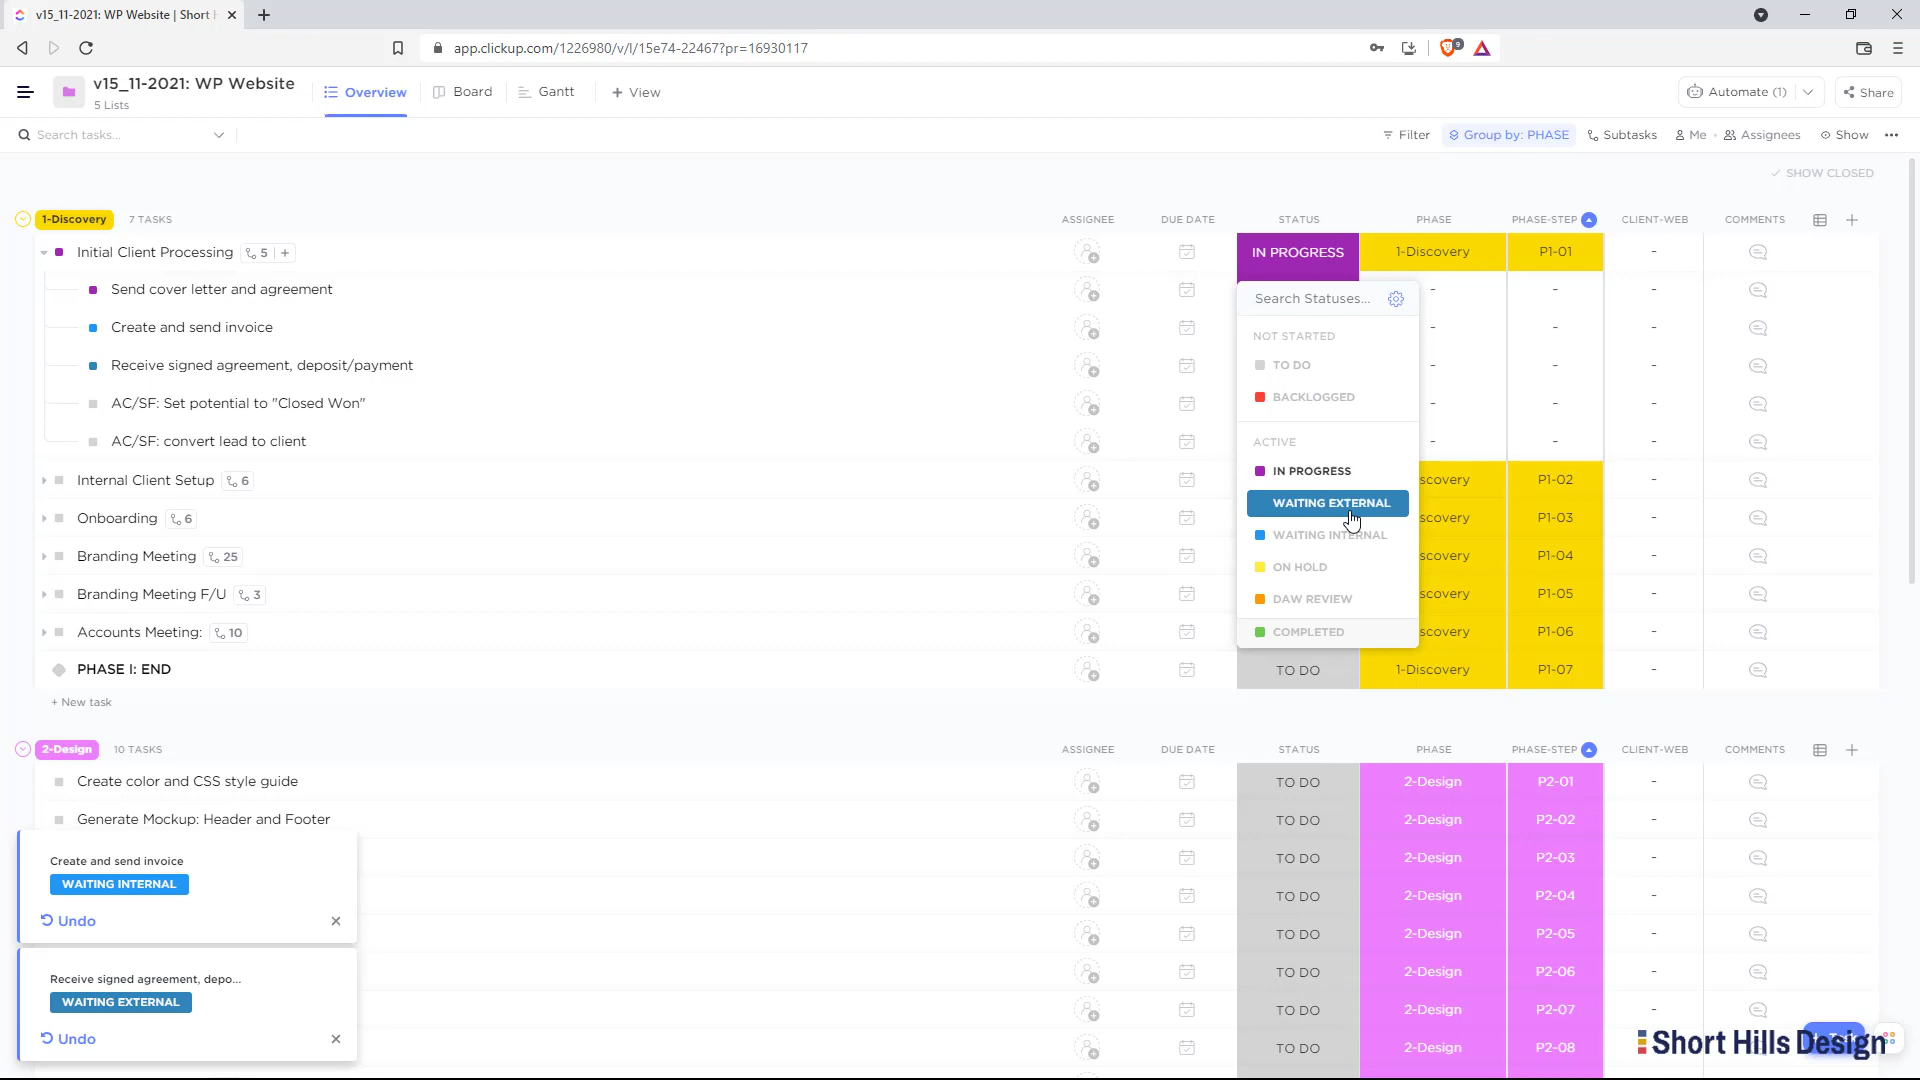 v15_11-2021: WP Website | Short H
app.clickup.com/1226980/v/l/15e74-22467?pr=16930117
9
v15_11-2021: WP Website
5 Lists
Overview
Board
Gantt
+ View
Automate (1)
Share
Search tasks...
Filter
Group by: PHASE
Subtasks
Me
Assignees
Show
SHOW CLOSED
1-Discovery 7 TASKS ASSIGNEE DUE DATE STATUS PHASE PHASE-STEP CLIENT-WEB COMMENTS
Initial Client Processing 5 + IN PROGRESS 1-Discovery P1-01 -
Send cover letter and agreement - - -
Create and send invoice - - -
Receive signed agreement, deposit/payment - - -
AC/SF: Set potential to "Closed Won" - - -
AC/SF: convert lead to client - - -
Internal Client Setup 6 scovery P1-02 -
Onboarding 6 scovery P1-03 -
Branding Meeting 25 scovery P1-04 -
Branding Meeting F/U 3 scovery P1-05 -
Accounts Meeting: 10 scovery P1-06 -
PHASE I: END TO DO 1-Discovery P1-07 -
+ New task
Search Statuses...
NOT STARTED
TO DO
BACKLOGGED
ACTIVE
IN PROGRESS
WAITING EXTERNAL
WAITING INTERNAL
ON HOLD
DAW REVIEW
COMPLETED
2-Design 10 TASKS ASSIGNEE DUE DATE STATUS PHASE PHASE-STEP CLIENT-WEB COMMENTS
Create color and CSS style guide TO DO 2-Design P2-01 -
Generate Mockup: Header and Footer TO DO 2-Design P2-02 -
TO DO 2-Design P2-03 -
TO DO 2-Design P2-04 -
TO DO 2-Design P2-05 -
TO DO 2-Design P2-06 -
TO DO 2-Design P2-07 -
TO DO 2-Design P2-08
Create and send invoice
WAITING INTERNAL
Undo
Receive signed agreement, depo...
WAITING EXTERNAL
Undo
Short Hills Design